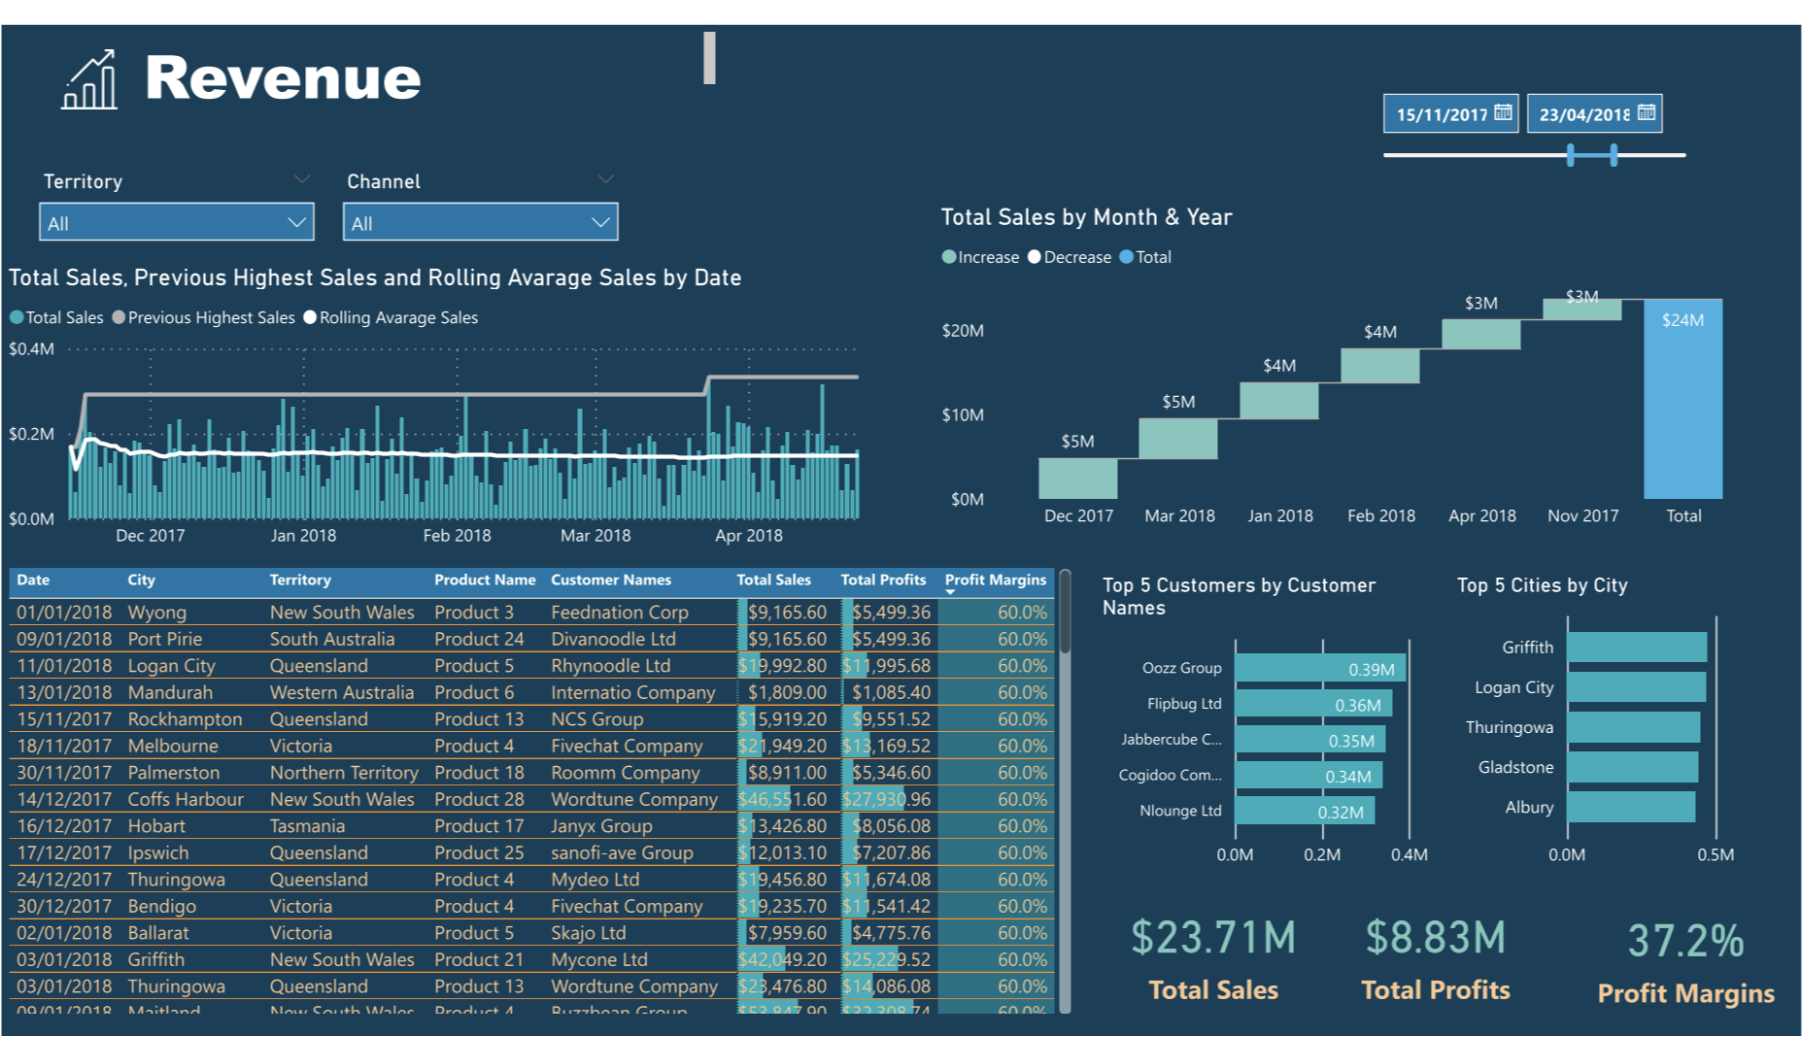 Revenue
15/11/2017
23/04/2018
Territory
Channel
All
All
Total Sales by Month & Year
Increase Decrease Total
$20M
$10M
$0M
$5M
$5M
$4M
$4M
$3M
$3M
$24M
Dec 2017 Mar 2018 Jan 2018 Feb 2018 Apr 2018 Nov 2017 Total
Total Sales, Previous Highest Sales and Rolling Avarage Sales by Date
Total Sales Previous Highest Sales Rolling Avarage Sales
$0.4M
$0.2M
$0.0M
Dec 2017 Jan 2018 Feb 2018 Mar 2018 Apr 2018
Date City Territory Product Name Customer Names Total Sales Total Profits Profit Margins
01/01/2018 Wyong New South Wales Product 3 Feednation Corp $9,165.60 $5,499.36 60.0%
09/01/2018 Port Pirie South Australia Product 24 Divanoodle Ltd $9,165.60 $5,499.36 60.0%
11/01/2018 Logan City Queensland Product 5 Rhynoodle Ltd $19,992.80 $11,995.68 60.0%
13/01/2018 Mandurah Western Australia Product 6 Internatio Company $1,809.00 $1,085.40 60.0%
15/11/2017 Rockhampton Queensland Product 13 NCS Group $15,919.20 $9,551.52 60.0%
18/11/2017 Melbourne Victoria Product 4 Fivechat Company $21,949.20 $13,169.52 60.0%
30/11/2017 Palmerston Northern Territory Product 18 Roomm Company $8,911.00 $5,346.60 60.0%
14/12/2017 Coffs Harbour New South Wales Product 28 Wordtune Company $46,551.60 $27,930.96 60.0%
16/12/2017 Hobart Tasmania Product 17 Janyx Group $13,426.80 $8,056.08 60.0%
17/12/2017 Ipswich Queensland Product 25 sanofi-ave Group $12,013.10 $7,207.86 60.0%
24/12/2017 Thuringowa Queensland Product 4 Mydeo Ltd $19,456.80 $11,674.08 60.0%
30/12/2017 Bendigo Victoria Product 4 Fivechat Company $19,235.70 $11,541.42 60.0%
02/01/2018 Ballarat Victoria Product 5 Skajo Ltd $7,959.60 $4,775.76 60.0%
03/01/2018 Griffith New South Wales Product 21 Mycone Ltd $42,049.20 $25,229.52 60.0%
03/01/2018 Thuringowa Queensland Product 13 Wordtune Company $23,476.80 $14,086.08 60.0%
09/01/2018 Maitland New South Wales Product 4 Buzzbean Group $53,847.90 $32,308.74 60.0%
Top 5 Customers by Customer
Names
Oozz Group 0.39M
Flipbug Ltd 0.36M
Jabbercube C... 0.35M
Cogidoo Com... 0.34M
Nlounge Ltd 0.32M
0.0M 0.2M 0.4M
Top 5 Cities by City
Griffith
Logan City
Thuringowa
Gladstone
Albury
0.0M 0.5M
$23.71M
Total Sales
$8.83M
Total Profits
37.2%
Profit Margins